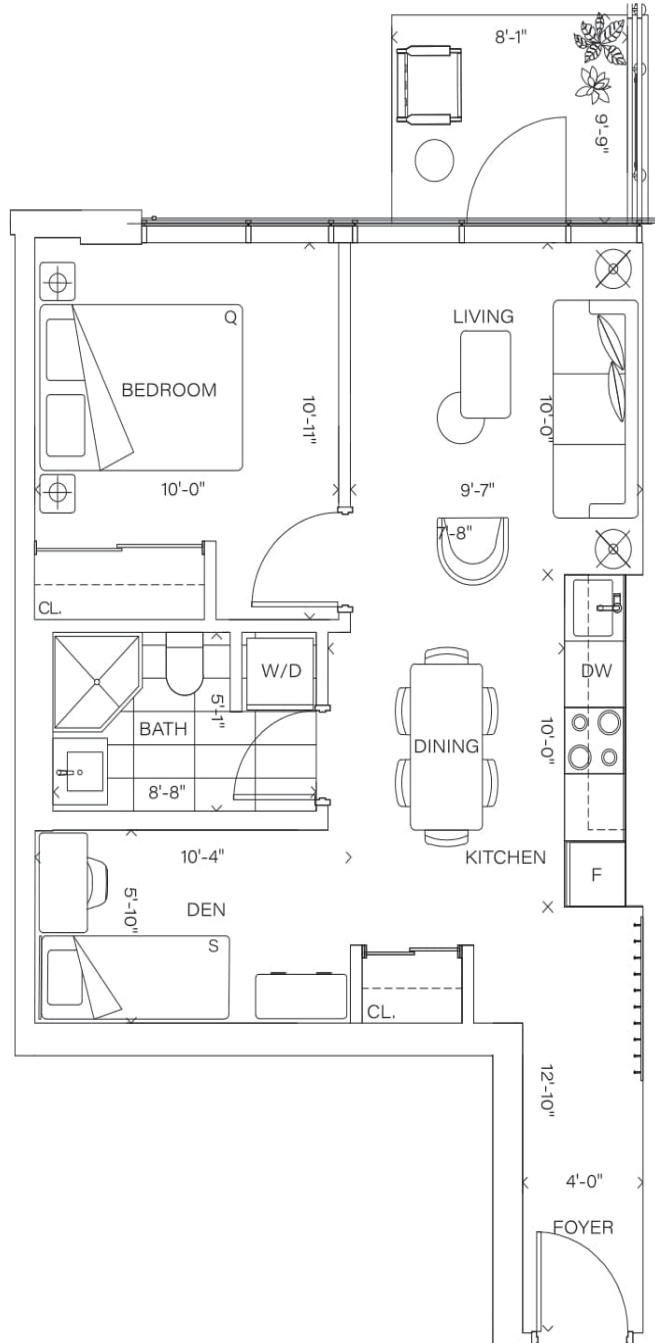 8'-1"
9'-9"
Q
LIVING
BEDROOM
10'-11"
10'-0"
10'-0"
9'-7"
7'-8"
CL.
W/D
DW
5'-1"
BATH
DINING
10'-0"
8'-8"
10'-4"
KITCHEN
F
5'-10"
DEN
S
CL.
12'-10"
4'-0"
FOYER